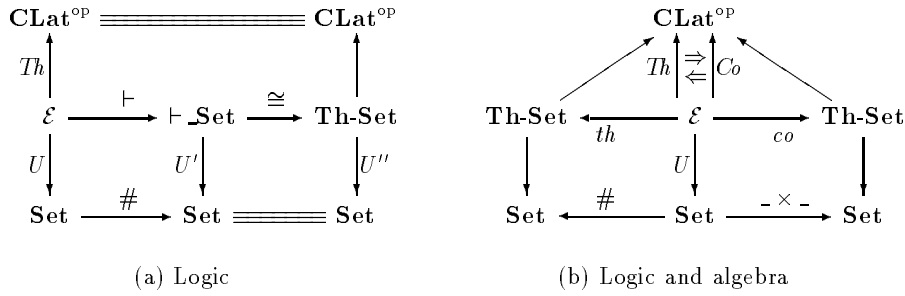 CLat^op CLat^op CLat^op
Th Th ⇒ ⇐ Co
ℰ ⊢ ⊢_Set ≅ Th-Set Th-Set th ℰ co Th-Set
U U′ U″ U
Set # Set Set Set # Set _ × _ Set
(a) Logic (b) Logic and algebra